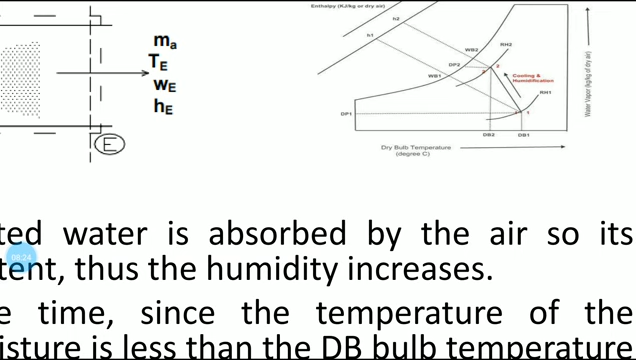 ma
TE
wE
hE
E
Enthalpy (KJ/kg or dry air)
h2
h1
WB2
RH2
DP2
WB1
2
Cooling &
Humidification
RN1
1
DP1
DB2
DB1
Dry Bulb Temperature
(degree C)
Water Vapor (kg/kg of dry air)
ted water is absorbed by the air so its
08:24
tent, thus the humidity increases.
e time, since the temperature of the
isture is less than the DB bulb temperature